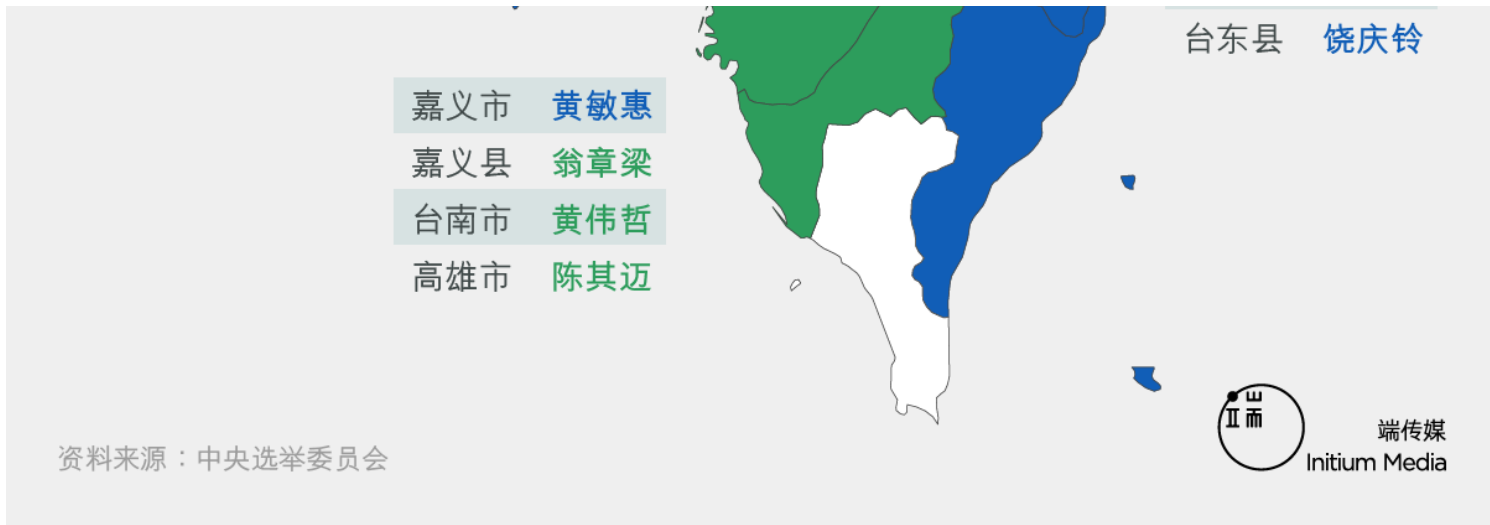 台东县 饶庆铃
嘉义市 黄敏惠
嘉义县 翁章梁
台南市 黄伟哲
高雄市 陈其迈
资料来源：中央选举委员会
端
端传媒
Initium Media